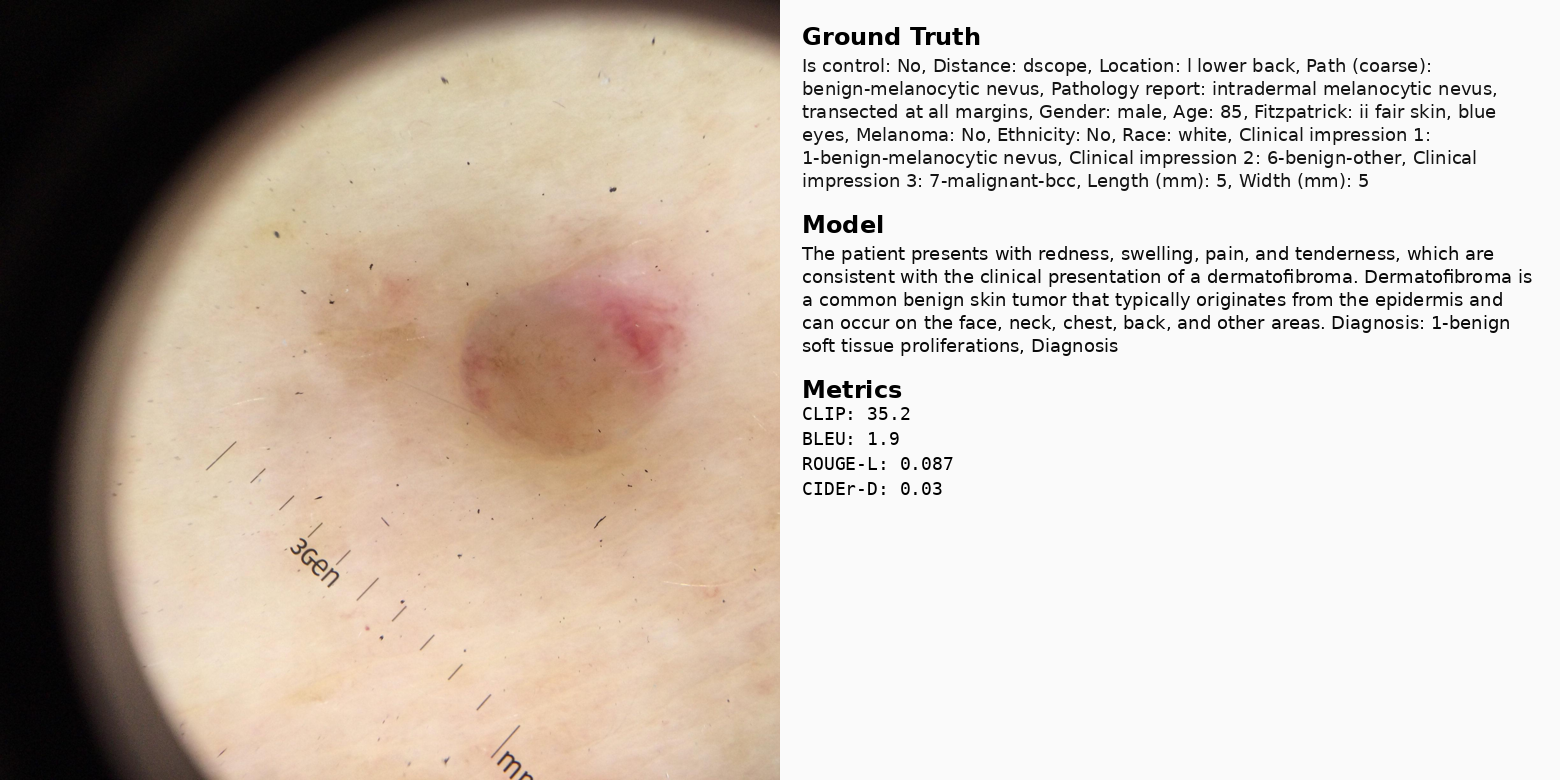 3Gen
Ground Truth
Is control: No, Distance: dscope, Location: l lower back, Path (coarse):
benign-melanocytic nevus, Pathology report: intradermal melanocytic nevus,
transected at all margins, Gender: male, Age: 85, Fitzpatrick: ii fair skin, blue
eyes, Melanoma: No, Ethnicity: No, Race: white, Clinical impression 1:
1-benign-melanocytic nevus, Clinical impression 2: 6-benign-other, Clinical
impression 3: 7-malignant-bcc, Length (mm): 5, Width (mm): 5
Model
The patient presents with redness, swelling, pain, and tenderness, which are
consistent with the clinical presentation of a dermatofibroma. Dermatofibroma is
a common benign skin tumor that typically originates from the epidermis and
can occur on the face, neck, chest, back, and other areas. Diagnosis: 1-benign
soft tissue proliferations, Diagnosis
Metrics
CLIP: 35.2
BLEU: 1.9
ROUGE-L: 0.087
CIDEr-D: 0.03